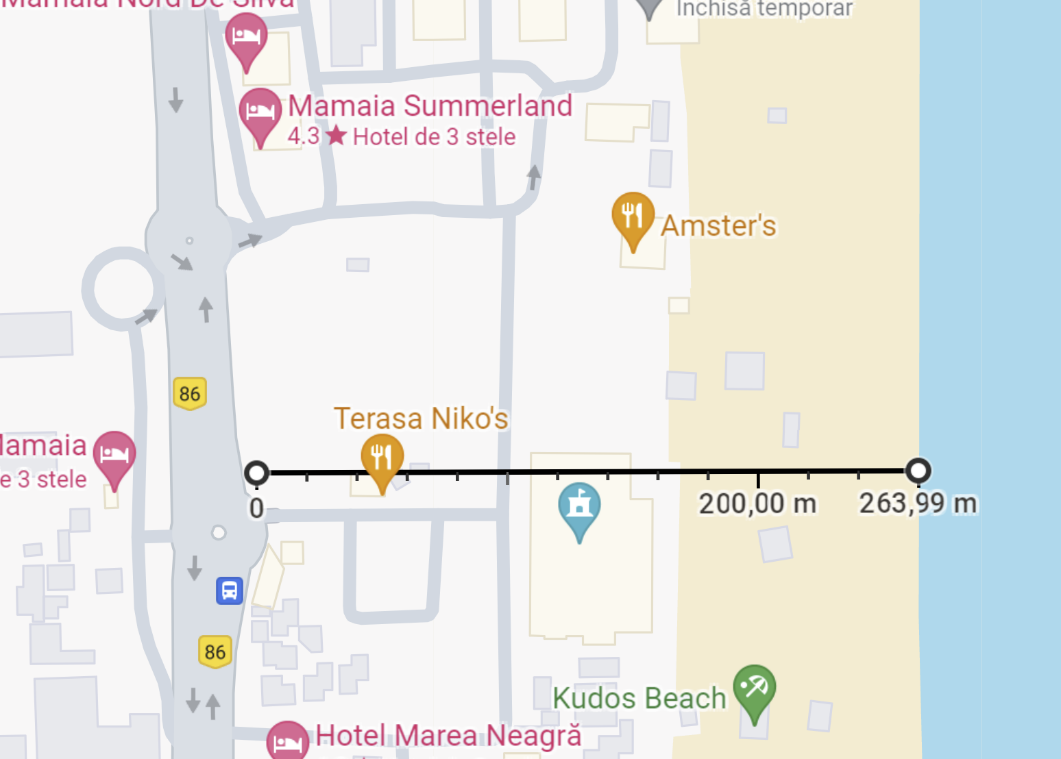 Mamaia Nord De Silva
Închisă temporar
Mamaia Summerland
4.3 ★ Hotel de 3 stele
Amster's
86
Terasa Niko's
Mamaia
e 3 stele
0
200,00 m
263,99 m
86
Kudos Beach
Hotel Marea Neagră